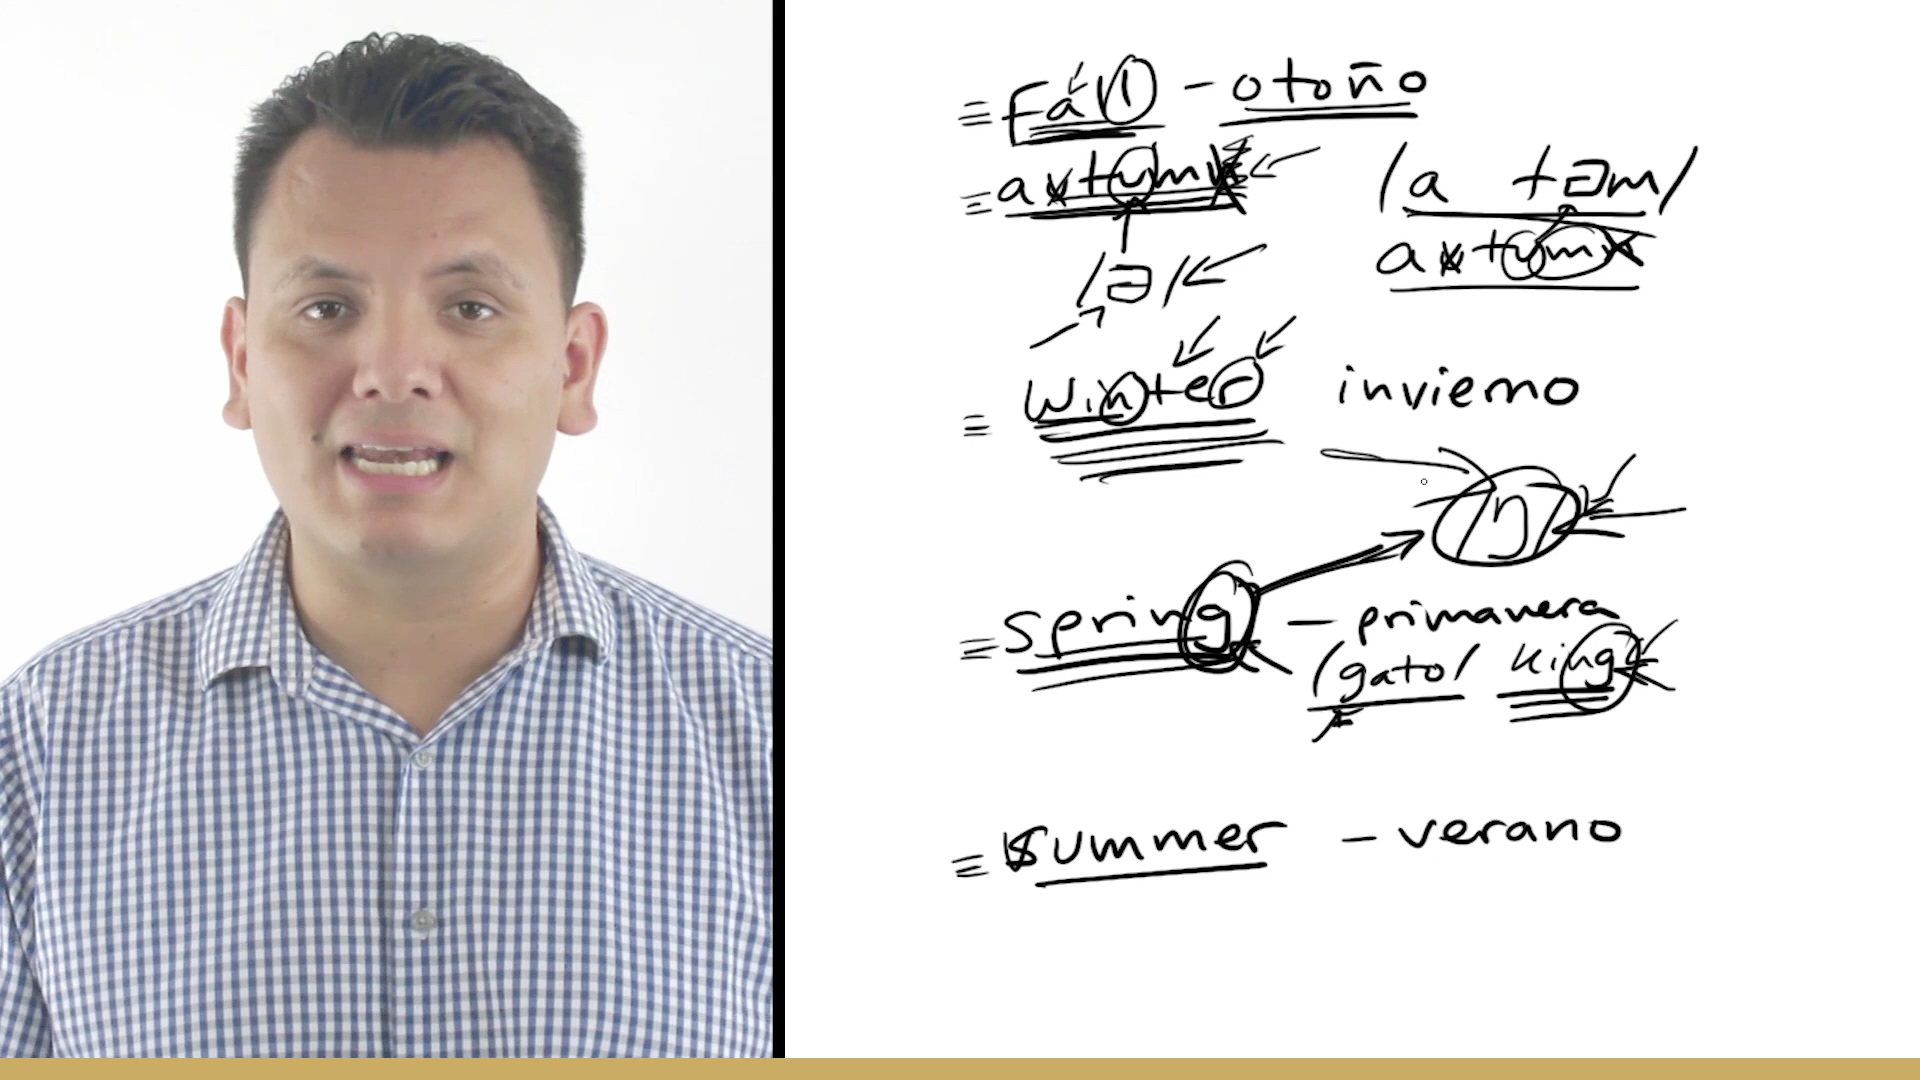 Fall - otoño
autumn /a təm/
autumn
/ə/
winter invierno
/ŋ/
spring - primavera
/gato/ king
summer - verano